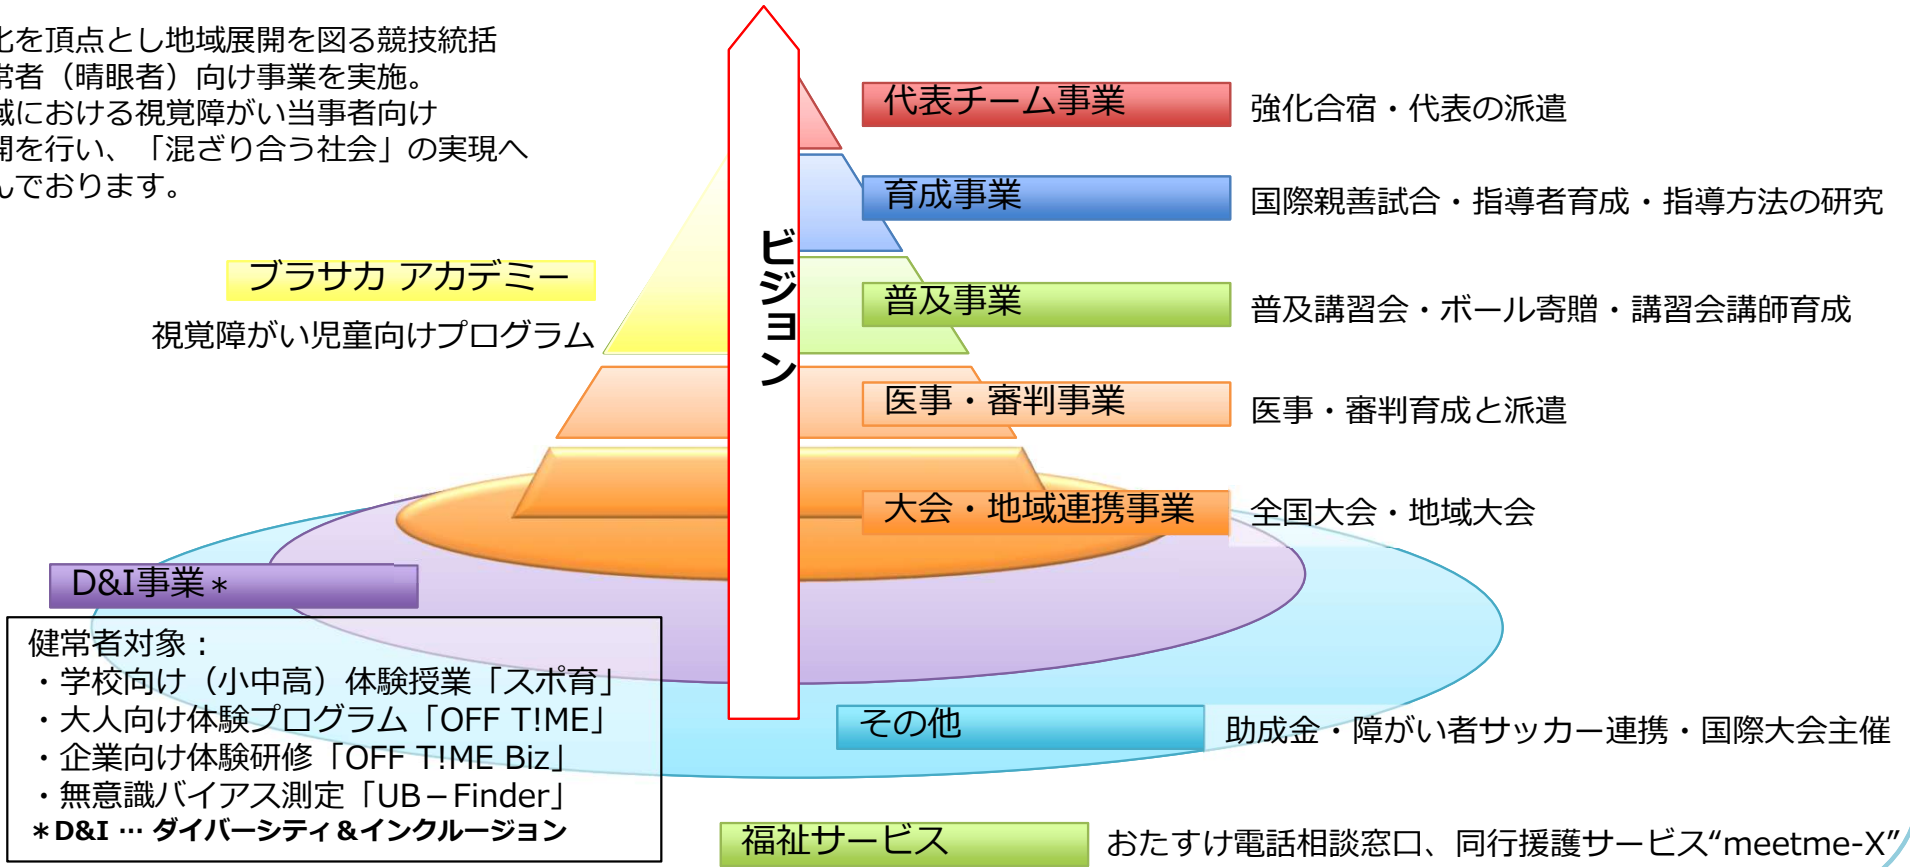 化を頂点とし地域展開を図る競技統括
常者（晴眼者）向け事業を実施。
域における視覚障がい当事者向け
開を行い、「混ざり合う社会」の実現へ
んでおります。
ビジョン
代表チーム事業 強化合宿・代表の派遣
育成事業 国際親善試合・指導者育成・指導方法の研究
ブラサカ アカデミー
視覚障がい児童向けプログラム
普及事業 普及講習会・ボール寄贈・講習会講師育成
医事・審判事業 医事・審判育成と派遣
大会・地域連携事業 全国大会・地域大会
D&I事業＊
健常者対象：
・学校向け（小中高）体験授業「スポ育」
・大人向け体験プログラム「OFF T!ME」
・企業向け体験研修「OFF T!ME Biz」
・無意識バイアス測定「UB－Finder」
＊D&I … ダイバーシティ&インクルージョン
その他 助成金・障がい者サッカー連携・国際大会主催
福祉サービス おたすけ電話相談窓口、同行援護サービス“meetme-X”